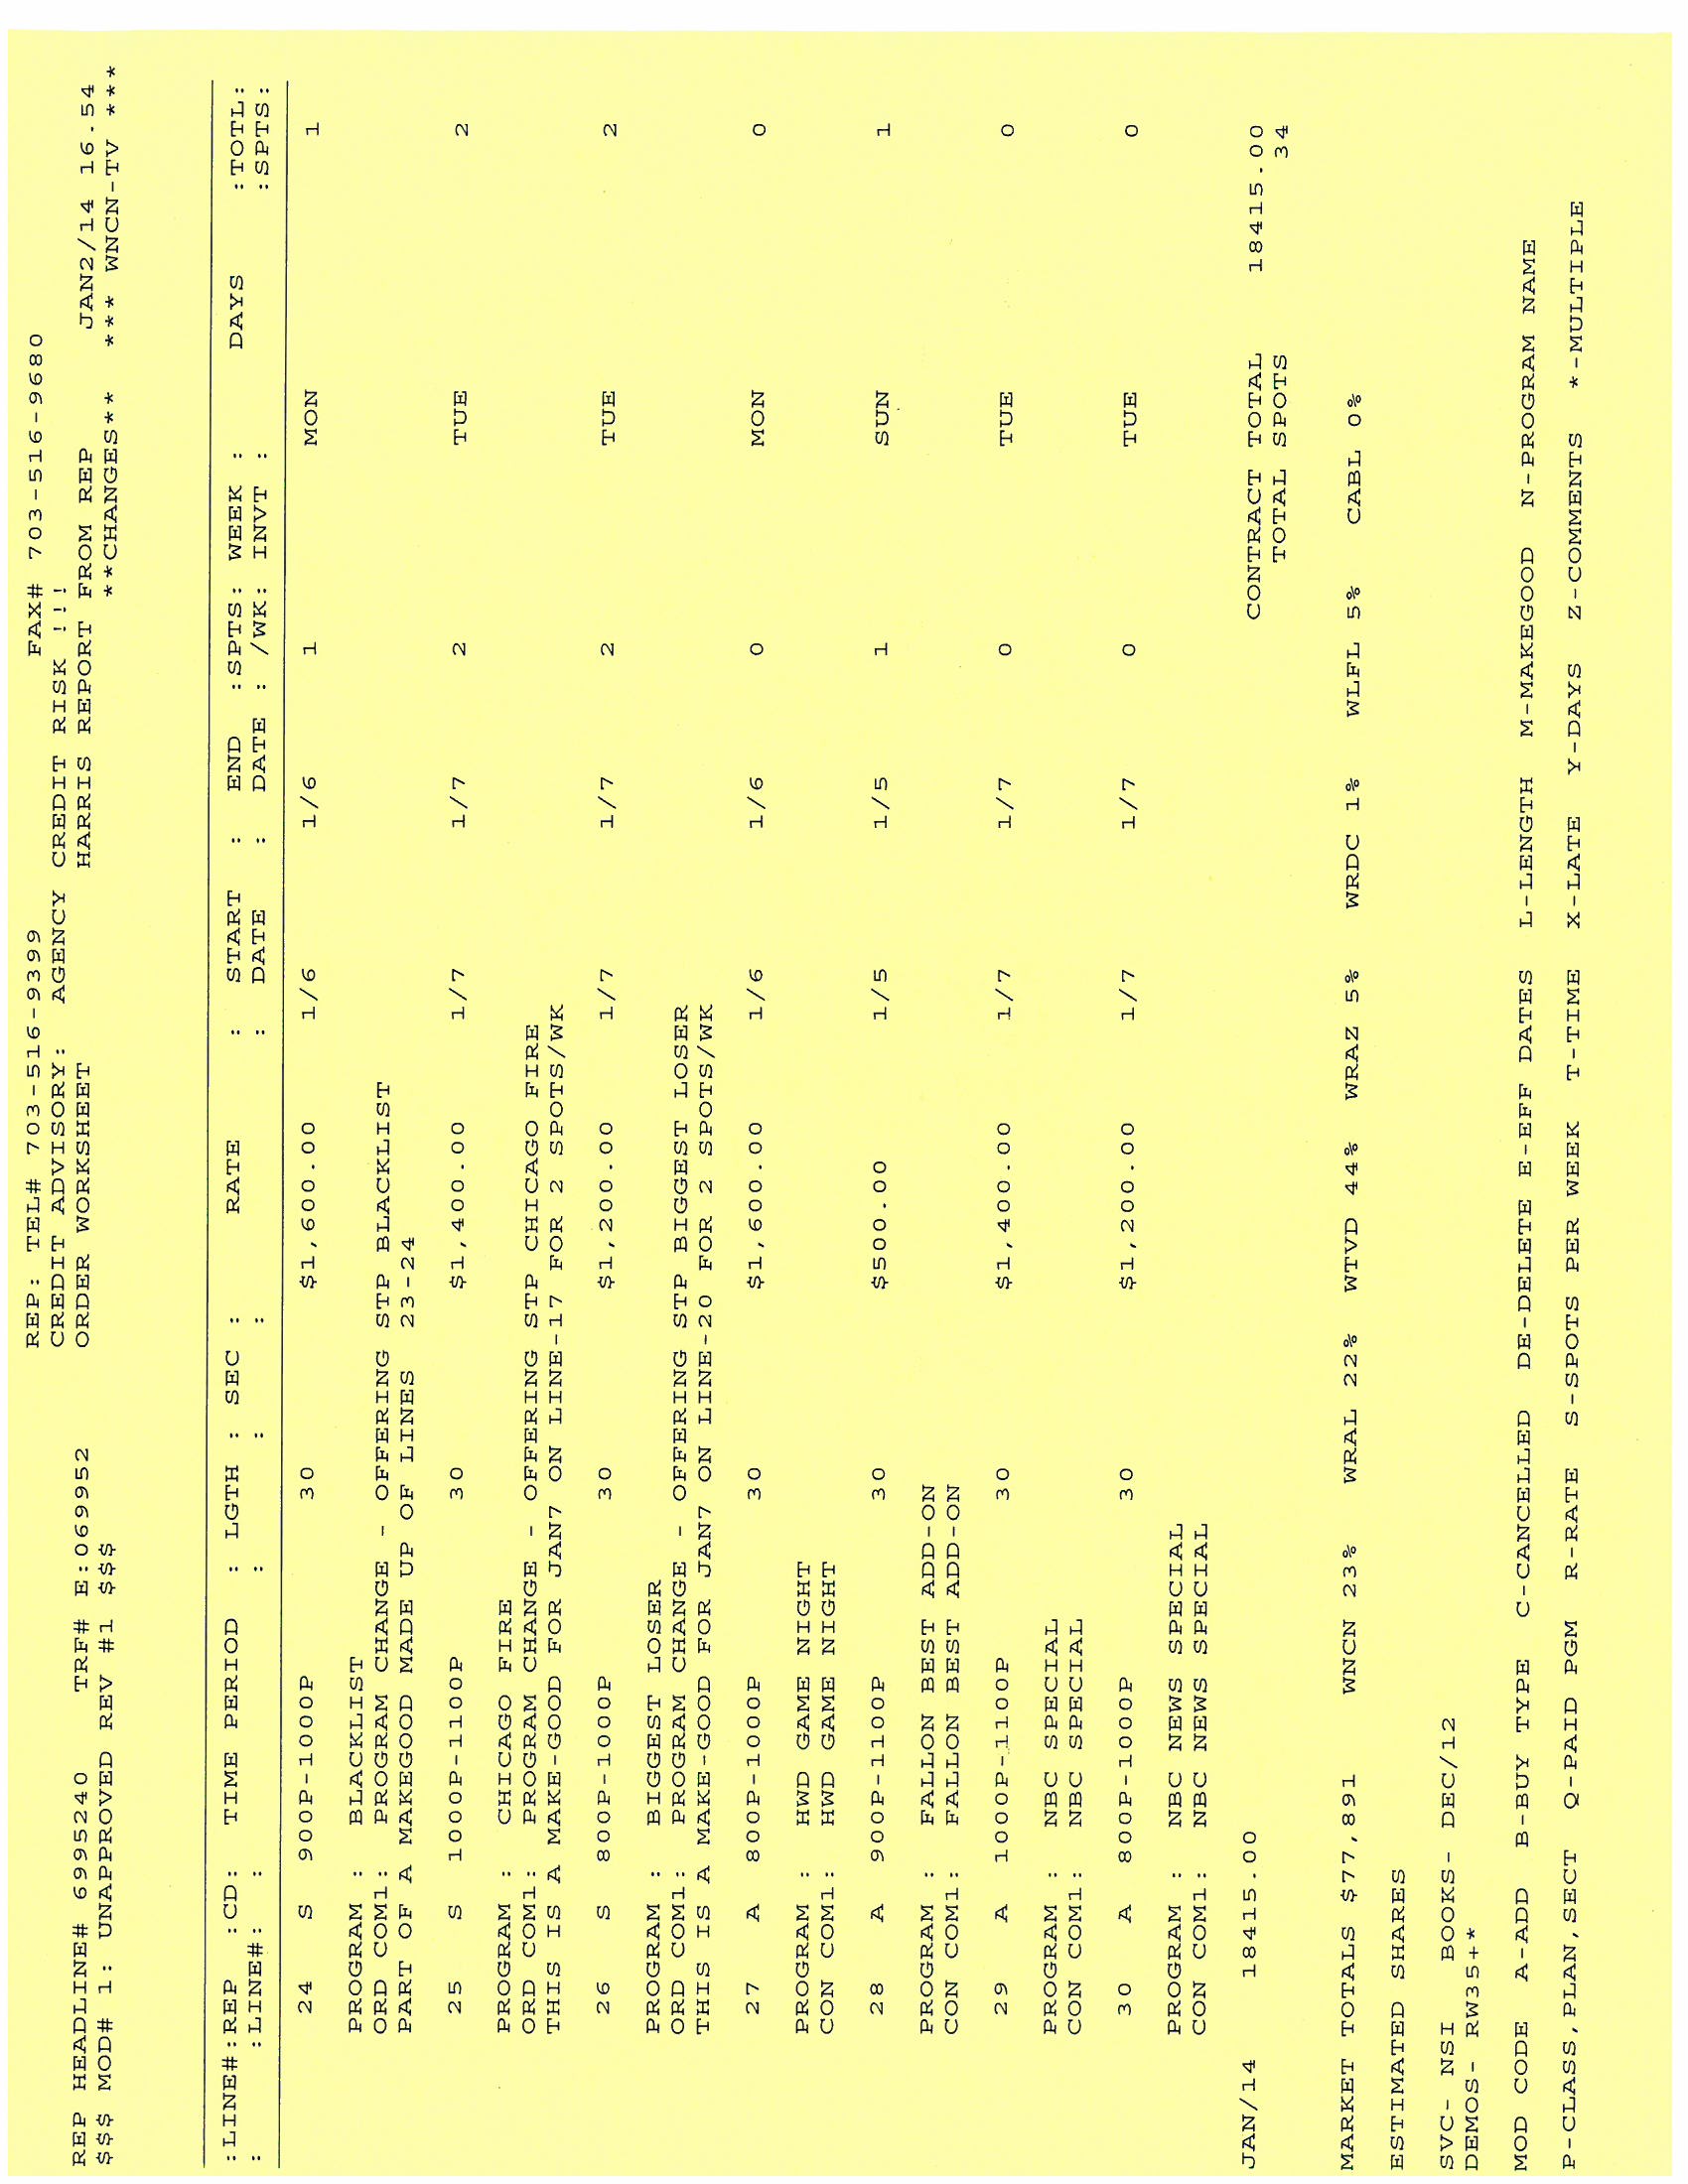 REP: TEL# 703-516-9399 FAX# 703-516-9680
CREDIT ADVISORY: AGENCY CREDIT RISK !!!
REP HEADLINE# 6995240 TRF# E:069952 ORDER WORKSHEET HARRIS REPORT FROM REP JAN2/14 16.54
$$$ MOD# 1: UNAPPROVED REV #1 $$$ **CHANGES** *** WNCN-TV ***
:LINE#:REP :CD: TIME PERIOD : LGTH : SEC : RATE : START : END :SPTS: WEEK : DAYS :TOTL:
: :LINE#: : : : : DATE : DATE : /WK: INVT : :SPTS:
24 S 900P-1000P 30 $1,600.00 1/6 1/6 1 MON 1
PROGRAM : BLACKLIST
ORD COM1: PROGRAM CHANGE - OFFERING STP BLACKLIST
PART OF A MAKEGOOD MADE UP OF LINES 23-24
25 S 1000P-1100P 30 $1,400.00 1/7 1/7 2 TUE 2
PROGRAM : CHICAGO FIRE
ORD COM1: PROGRAM CHANGE - OFFERING STP CHICAGO FIRE
THIS IS A MAKE-GOOD FOR JAN7 ON LINE-17 FOR 2 SPOTS/WK
26 S 800P-1000P 30 $1,200.00 1/7 1/7 2 TUE 2
PROGRAM : BIGGEST LOSER
ORD COM1: PROGRAM CHANGE - OFFERING STP BIGGEST LOSER
THIS IS A MAKE-GOOD FOR JAN7 ON LINE-20 FOR 2 SPOTS/WK
27 A 800P-1000P 30 $1,600.00 1/6 1/6 0 MON 0
PROGRAM : HWD GAME NIGHT
CON COM1: HWD GAME NIGHT
28 A 900P-1100P 30 $500.00 1/5 1/5 1 SUN 1
PROGRAM : FALLON BEST ADD-ON
CON COM1: FALLON BEST ADD-ON
29 A 1000P-1100P 30 $1,400.00 1/7 1/7 0 TUE 0
PROGRAM : NBC SPECIAL
CON COM1: NBC SPECIAL
30 A 800P-1000P 30 $1,200.00 1/7 1/7 0 TUE 0
PROGRAM : NBC NEWS SPECIAL
CON COM1: NBC NEWS SPECIAL
JAN/14 18415.00 CONTRACT TOTAL 18415.00
TOTAL SPOTS 34
MARKET TOTALS $77,891 WNCN 23% WRAL 22% WTVD 44% WRAZ 5% WRDC 1% WLFL 5% CABL 0%
ESTIMATED SHARES
SVC- NSI BOOKS- DEC/12
DEMOS- RW35+*
MOD CODE A-ADD B-BUY TYPE C-CANCELLED DE-DELETE E-EFF DATES L-LENGTH M-MAKEGOOD N-PROGRAM NAME
P-CLASS,PLAN,SECT Q-PAID PGM R-RATE S-SPOTS PER WEEK T-TIME X-LATE Y-DAYS Z-COMMENTS *-MULTIPLE